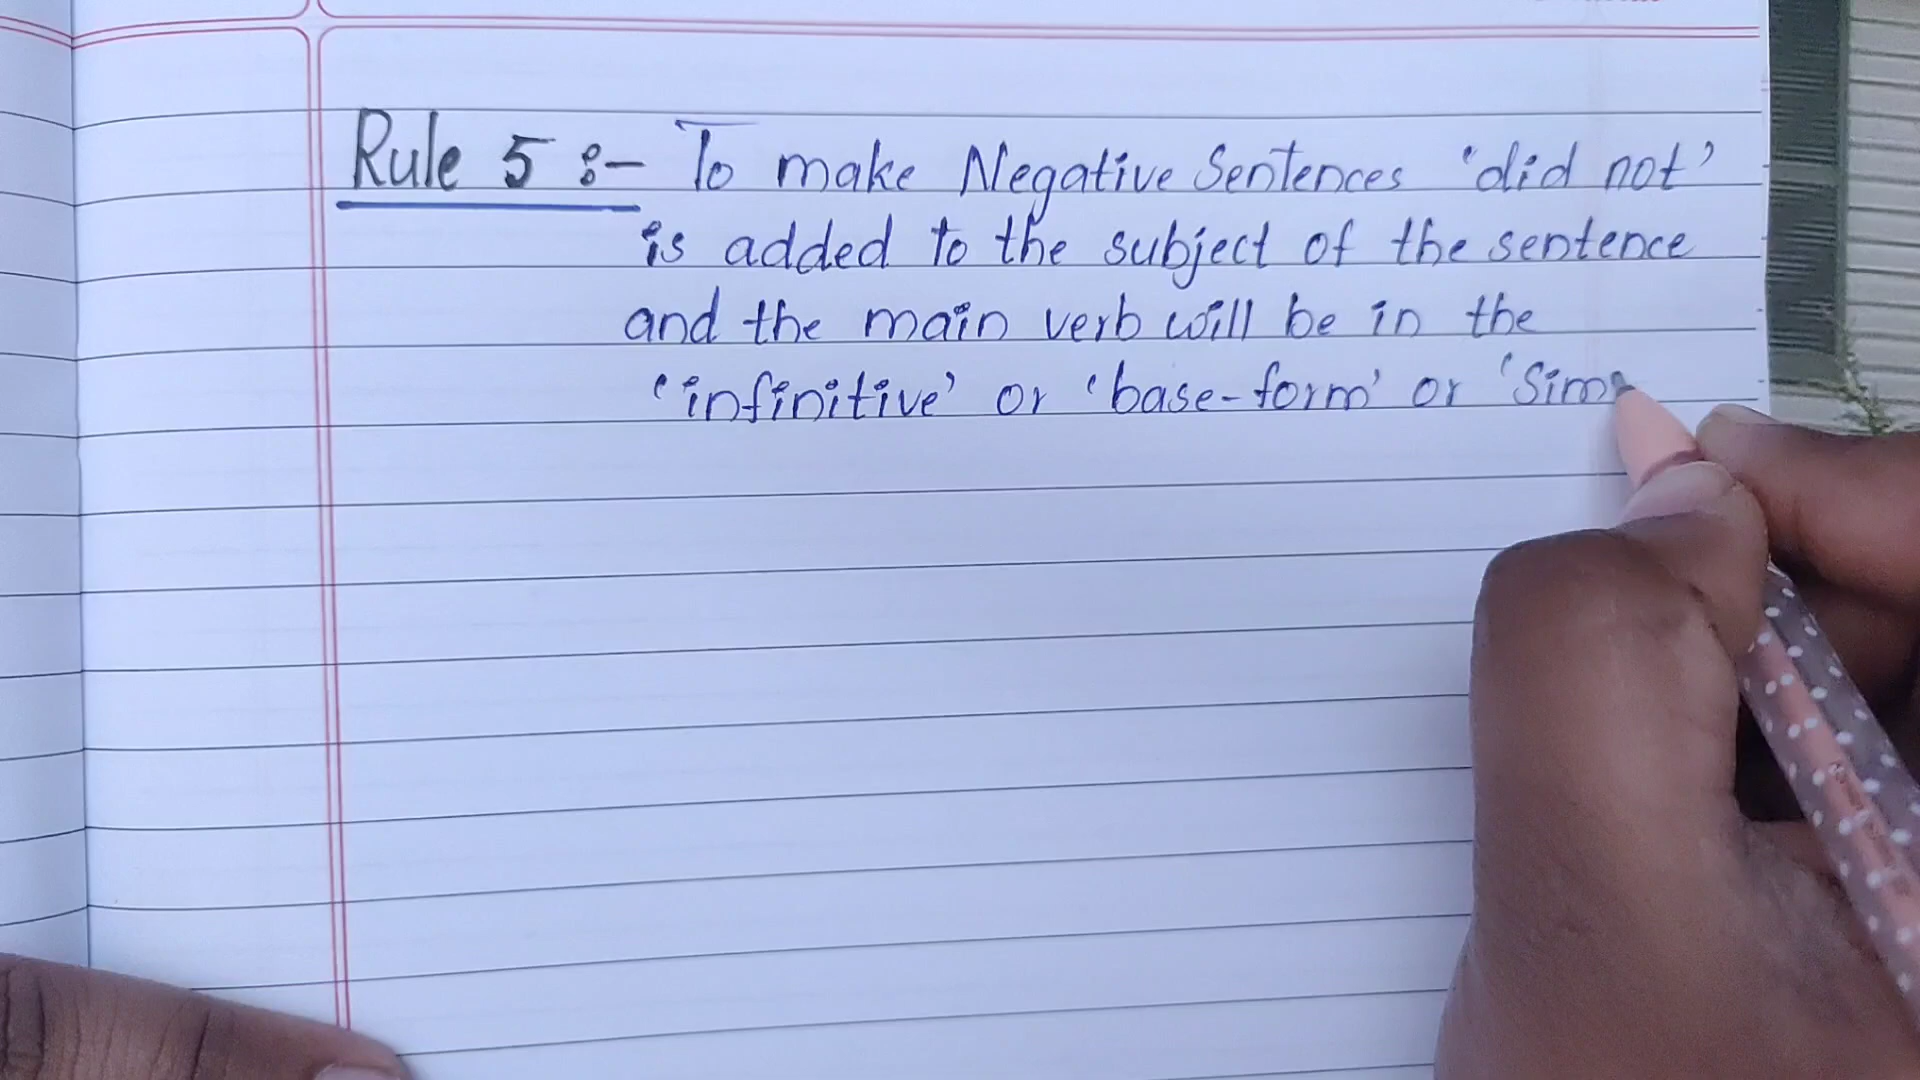 Rule 5 :- To make Negative Sentences 'did not'
is added to the subject of the sentence
and the main verb will be in the
'infinitive' or 'base-form' or 'Sim